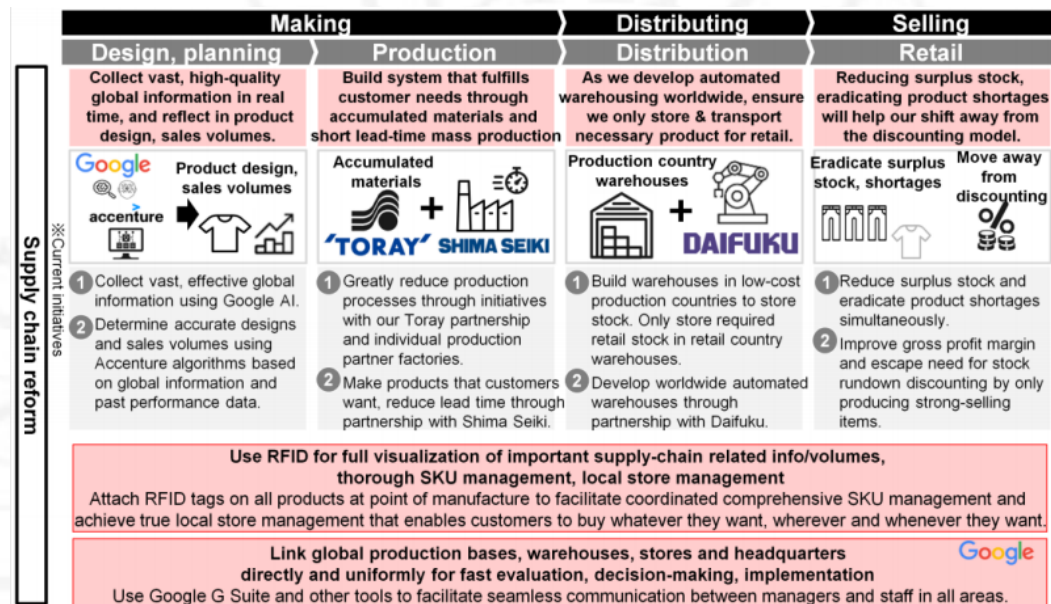 Making
Distributing
Selling
Design, planning
Production
Distribution
Retail
Supply chain reform
※Current initiatives
Collect vast, high-quality
global information in real
time, and reflect in product
design, sales volumes.
Build system that fulfills
customer needs through
accumulated materials and
short lead-time mass production
As we develop automated
warehousing worldwide, ensure
we only store & transport
necessary product for retail.
Reducing surplus stock,
eradicating product shortages
will help our shift away from
the discounting model.
Google
accenture
>
Product design,
sales volumes
Accumulated
materials
+
'TORAY'
SHIMA SEIKI
Production country
warehouses
+
DAIFUKU
Eradicate surplus
stock, shortages
Move away
from
discounting
%
1 Collect vast, effective global
information using Google AI.
2 Determine accurate designs
and sales volumes using
Accenture algorithms based
on global information and
past performance data.
1 Greatly reduce production
processes through initiatives
with our Toray partnership
and individual production
partner factories.
2 Make products that customers
want, reduce lead time through
partnership with Shima Seiki.
1 Build warehouses in low-cost
production countries to store
stock. Only store required
retail stock in retail country
warehouses.
2 Develop worldwide automated
warehouses through
partnership with Daifuku.
1 Reduce surplus stock and
eradicate product shortages
simultaneously.
2 Improve gross profit margin
and escape need for stock
rundown discounting by only
producing strong-selling
items.
Use RFID for full visualization of important supply-chain related info/volumes,
thorough SKU management, local store management
Attach RFID tags on all products at point of manufacture to facilitate coordinated comprehensive SKU management and
achieve true local store management that enables customers to buy whatever they want, wherever and whenever they want.
Link global production bases, warehouses, stores and headquarters
Google
directly and uniformly for fast evaluation, decision-making, implementation
Use Google G Suite and other tools to facilitate seamless communication between managers and staff in all areas.